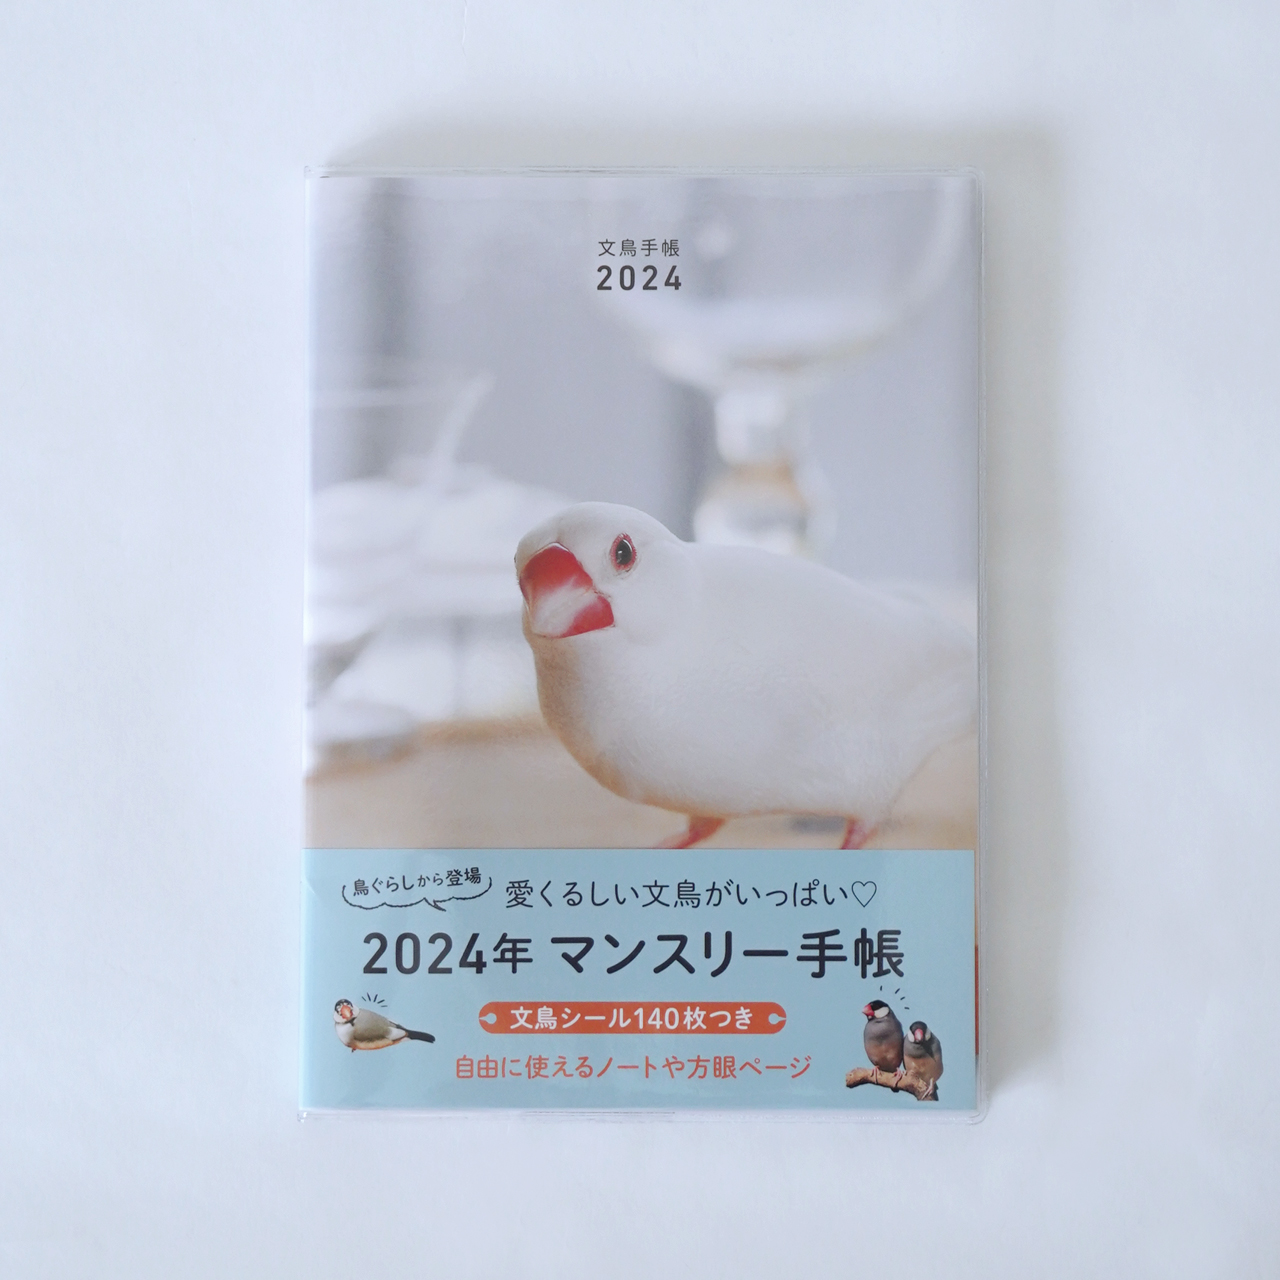 文鳥手帳
2024
鳥ぐらしから登場
愛くるしい文鳥がいっぱい♡
2024年 マンスリー手帳
文鳥シール140枚つき
自由に使えるノートや方眼ページ